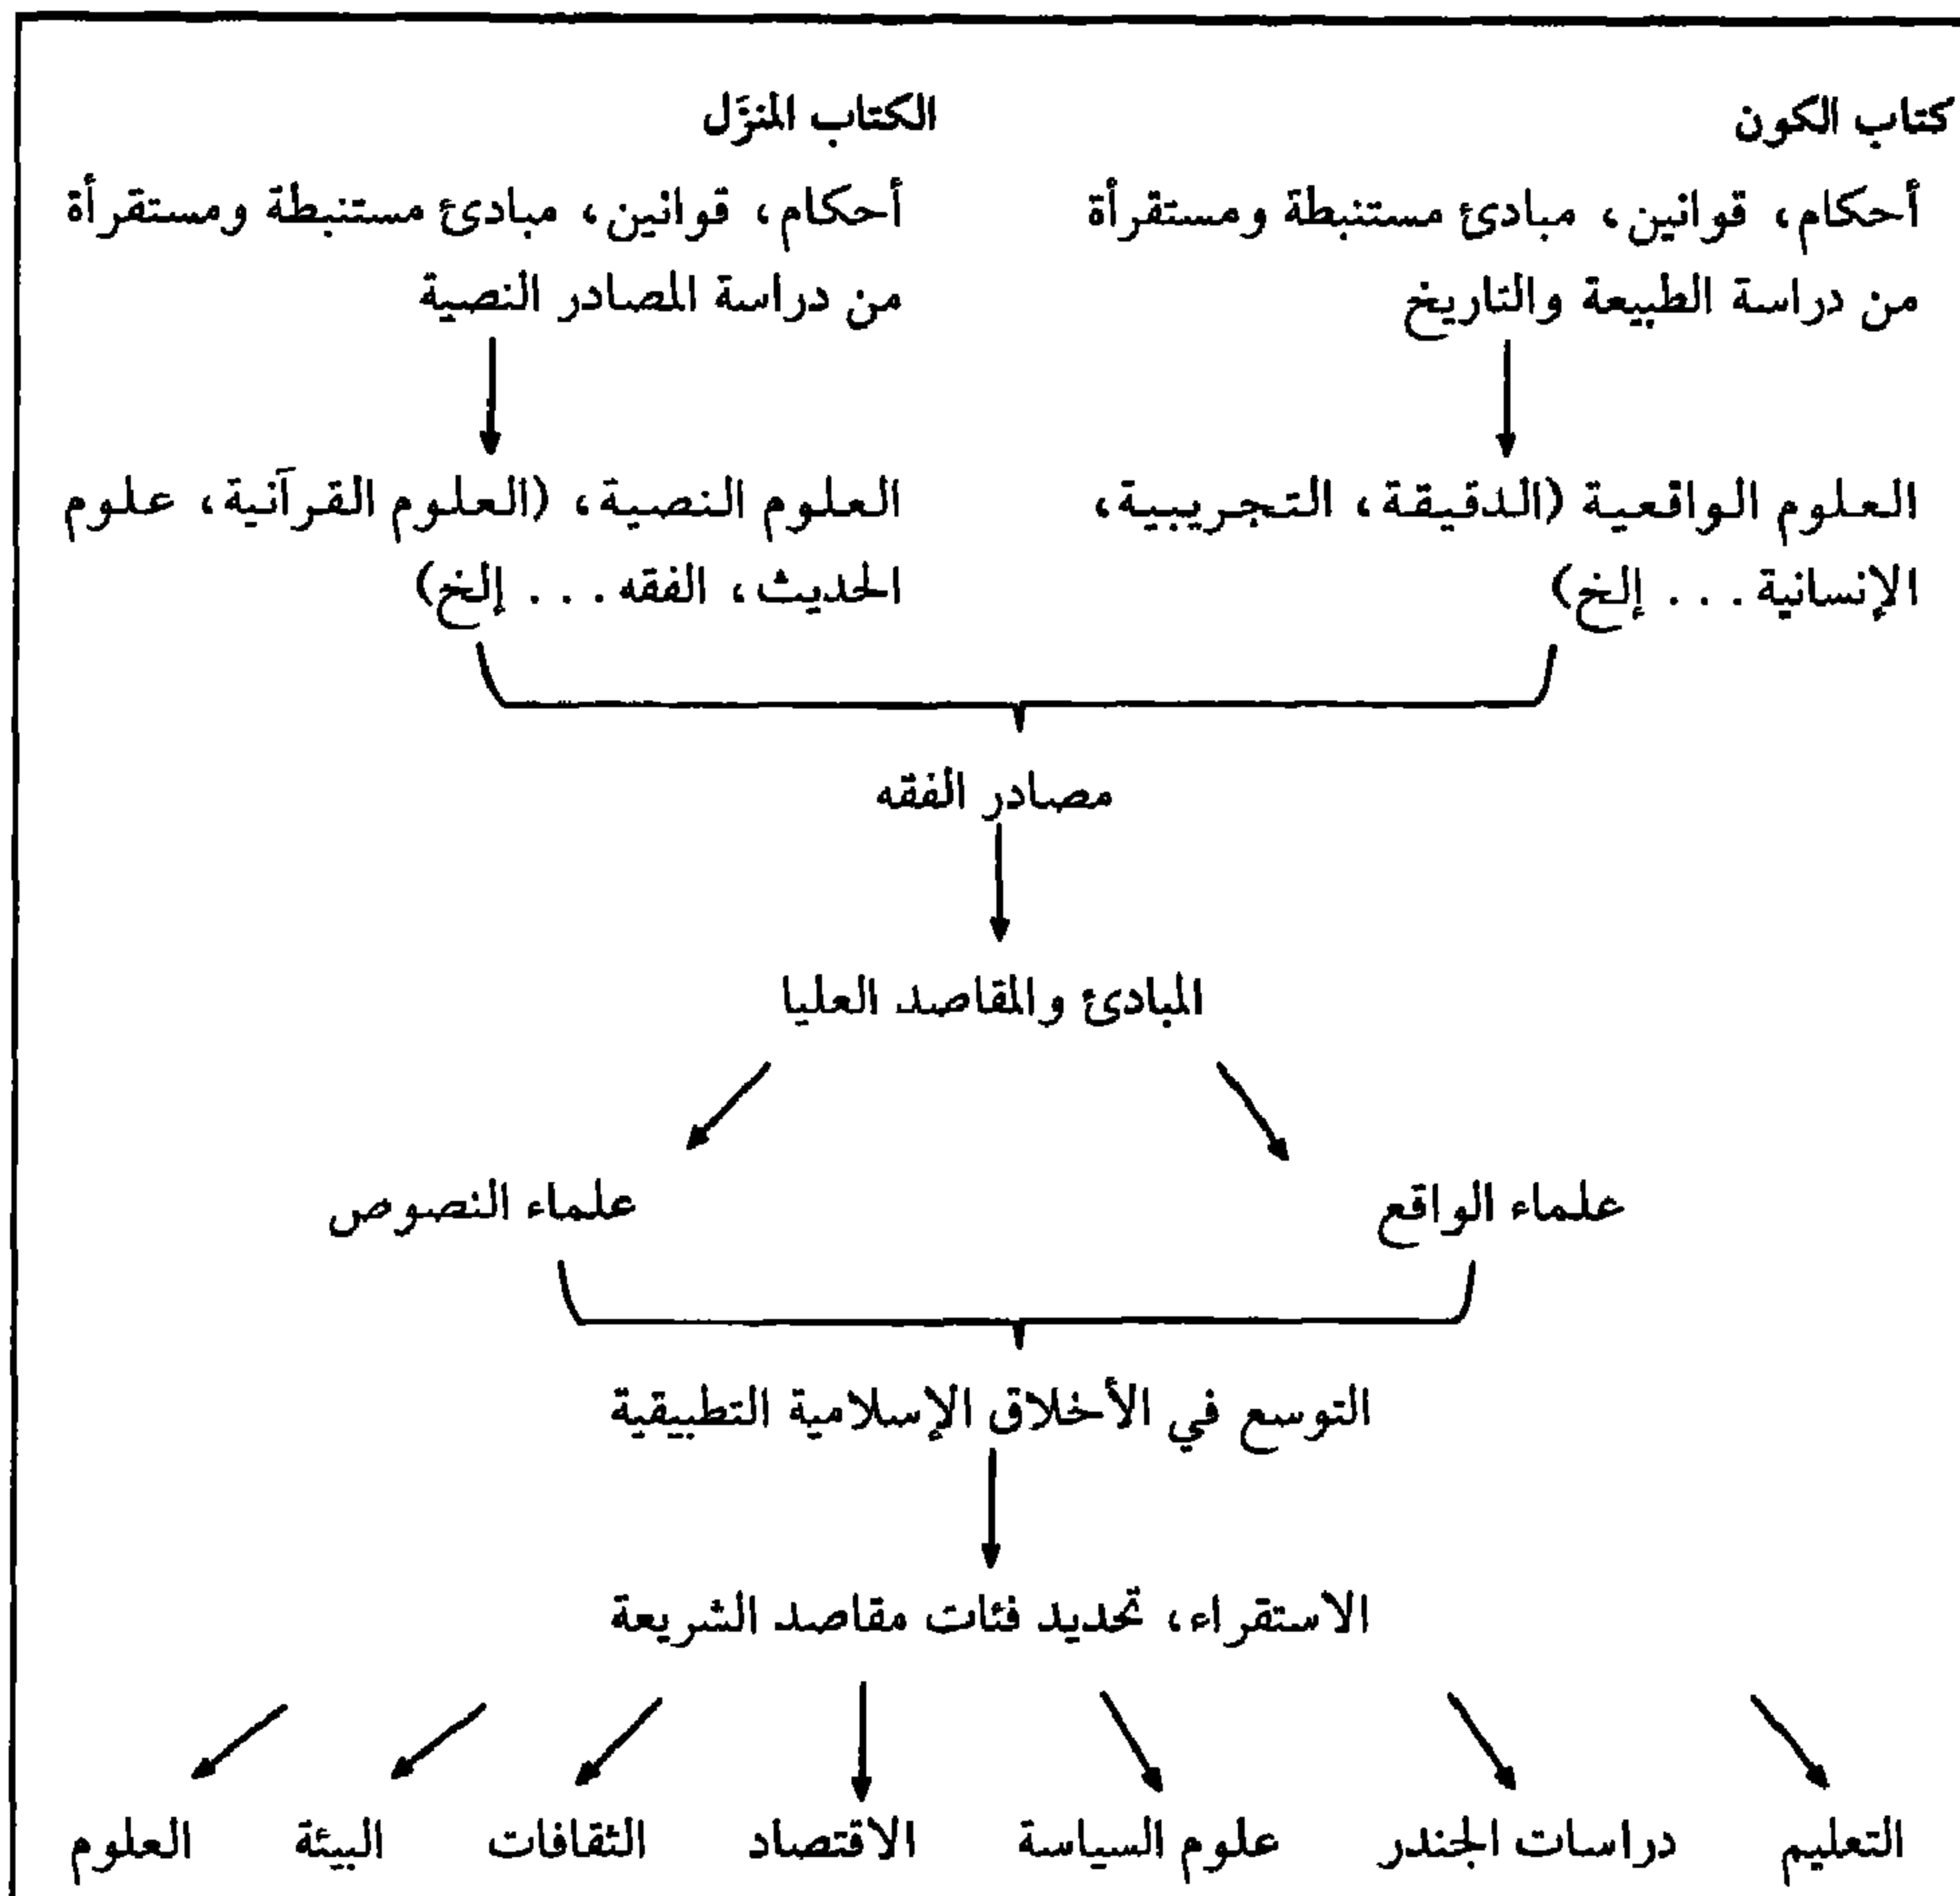 كتاب الكون
أحكام، قوانين، مبادئ مستنبطة ومستقرأة
من دراسة الطبيعة والتاريخ
العلوم الواقعية (الدقيقة، التجريبية،
الإنسانية... إلخ)
الكتاب المنزَل
أحكام، قوانين، مبادئ مستنبطة ومستقرأة
من دراسة المصادر النصية
العلوم النصية، (العلوم القرآنية، علوم
الحديث، الفقه... إلخ)
مصادر الفقه
المبادئ والمقاصد العليا
علماء الواقع
علماء النصوص
التوسع في الأخلاق الإسلامية التطبيقية
الاستقراء، تحديد فئات مقاصد الشريعة
التعليم
دراسات الجندر
علوم السياسة
الاقتصاد
الثقافات
البيئة
العلوم